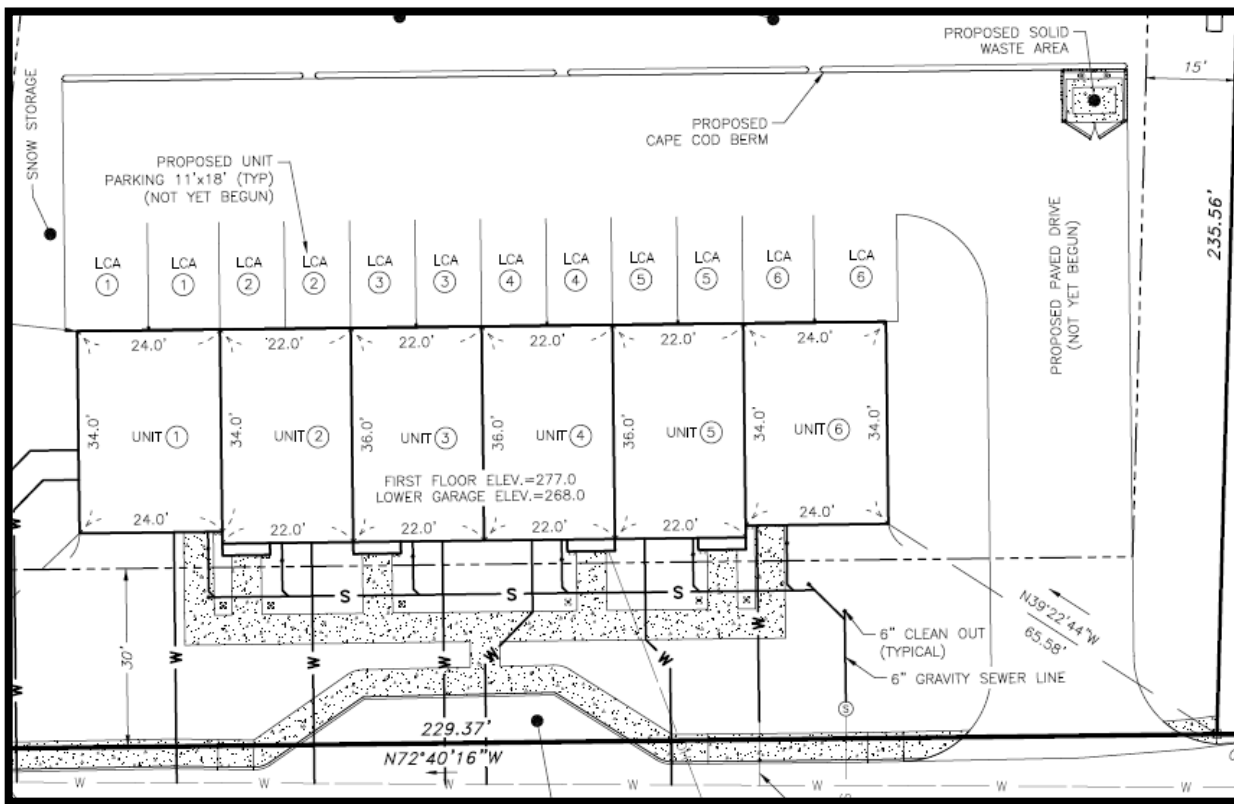 PROPOSED SOLID
WASTE AREA
15'
SNOW STORAGE
PROPOSED
CAPE COD BERM
PROPOSED UNIT
PARKING 11'x18' (TYP)
(NOT YET BEGUN)
PROPOSED PAVED DRIVE
(NOT YET BEGUN)
235.56'
LCA LCA LCA LCA LCA LCA LCA LCA LCA LCA LCA LCA
1 1 2 2 3 3 4 4 5 5 6 6
24.0' 22.0' 22.0' 22.0' 22.0' 24.0'
34.0' UNIT 1 34.0' UNIT 2 36.0' UNIT 3 36.0' UNIT 4 36.0' UNIT 5 34.0' UNIT 6 34.0'
FIRST FLOOR ELEV.=277.0
LOWER GARAGE ELEV.=268.0
24.0' 22.0' 22.0' 22.0' 22.0' 24.0'
S S S
N39°22'44"W
65.58'
6" CLEAN OUT
(TYPICAL)
6" GRAVITY SEWER LINE
30'
W W W W W W W
W
S
229.37'
N72°40'16"W
W W W W W W W W W W W W W